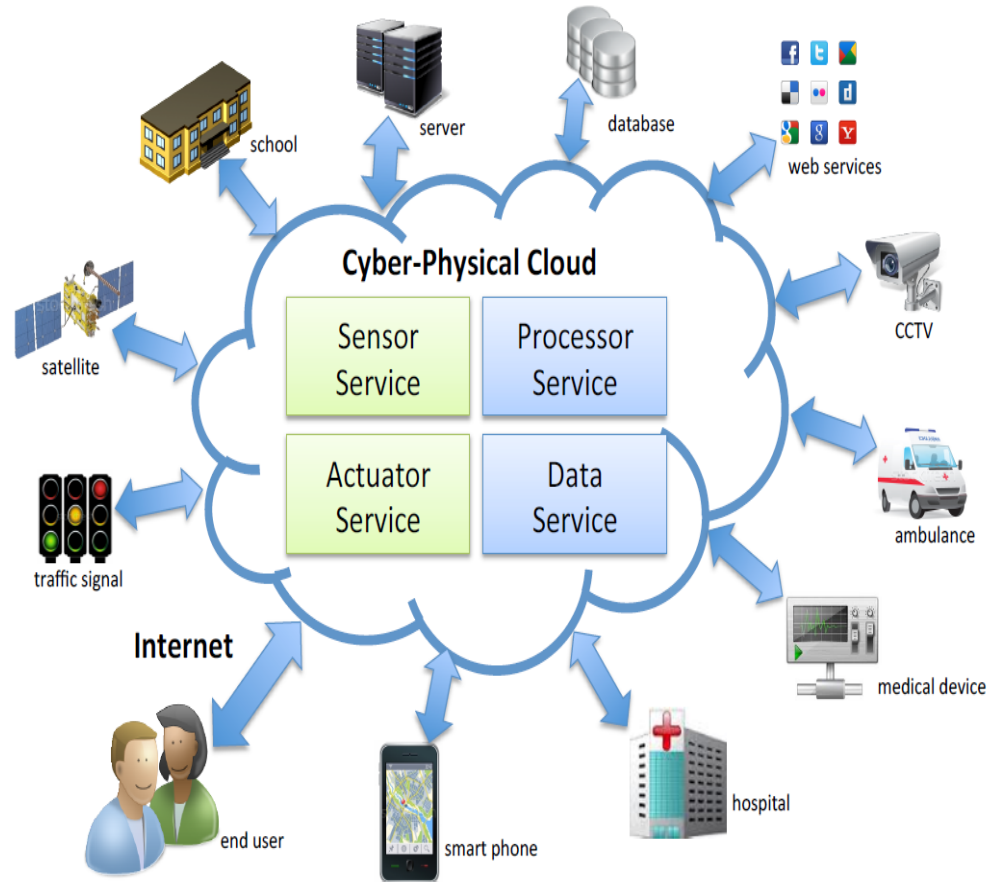 school
server
database
web services
Cyber-Physical Cloud
Sensor
Service
Processor
Service
CCTV
satellite
Actuator
Service
Data
Service
ambulance
traffic signal
Internet
medical device
hospital
end user
smart phone